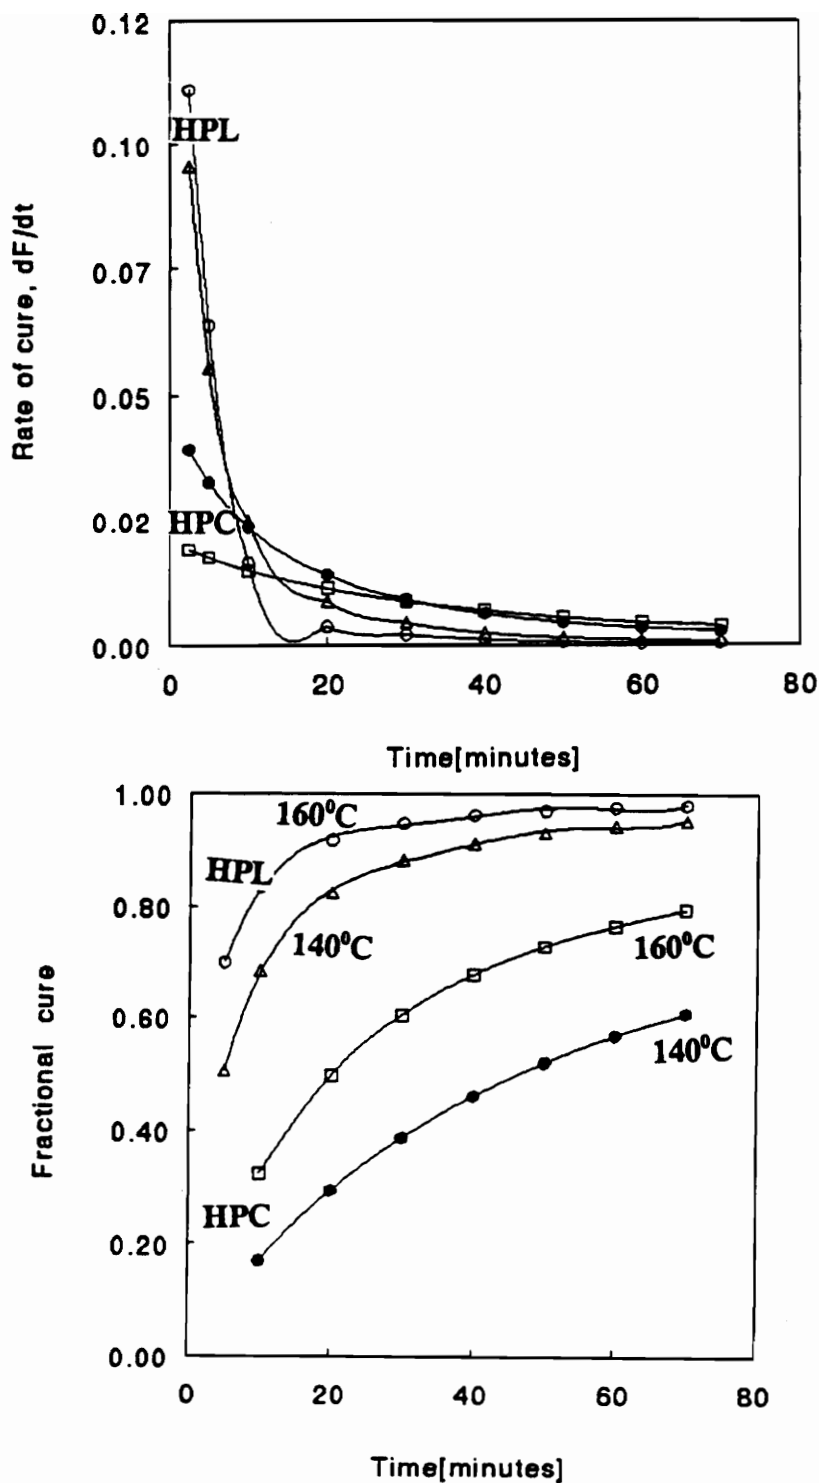 0.12
HPL
0.10
0.07
Rate of cure, dF/dt
0.05
HPC
0.02
0.00
0
20
40
60
80
Time[minutes]
1.00
160⁰C
HPL
0.80
140⁰C
160⁰C
0.60
140⁰C
Fractional cure
0.40
HPC
0.20
0.00
0
20
40
60
80
Time[minutes]